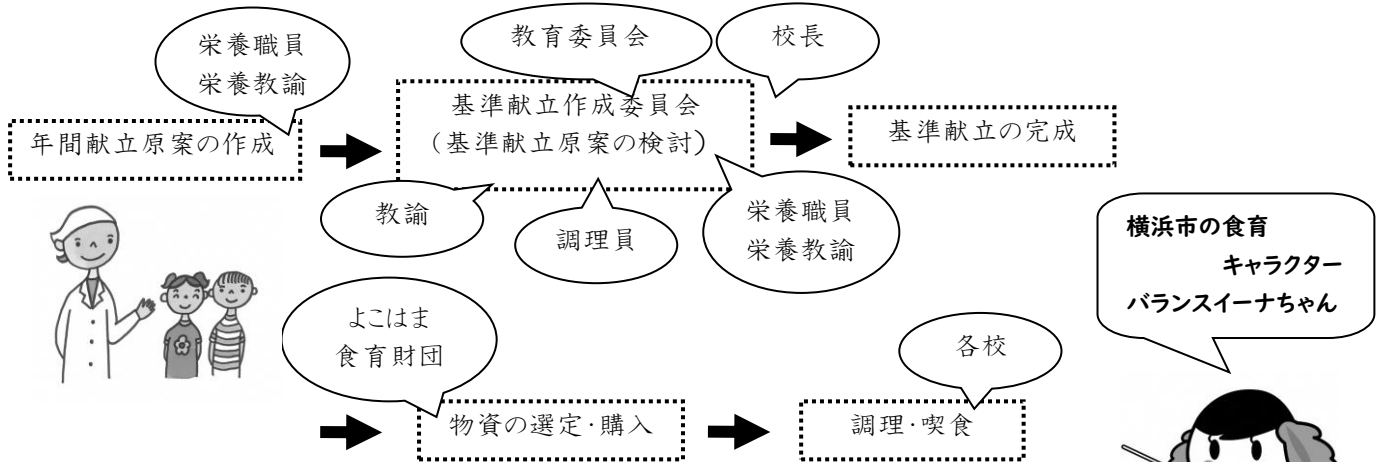 栄養職員
栄養教諭
教育委員会
校長
年間献立原案の作成
基準献立作成委員会
(基準献立原案の検討)
基準献立の完成
教諭
調理員
栄養職員
栄養教諭
横浜市の食育
キャラクター
バランスイーナちゃん
よこはま
食育財団
各校
物資の選定・購入
調理・喫食